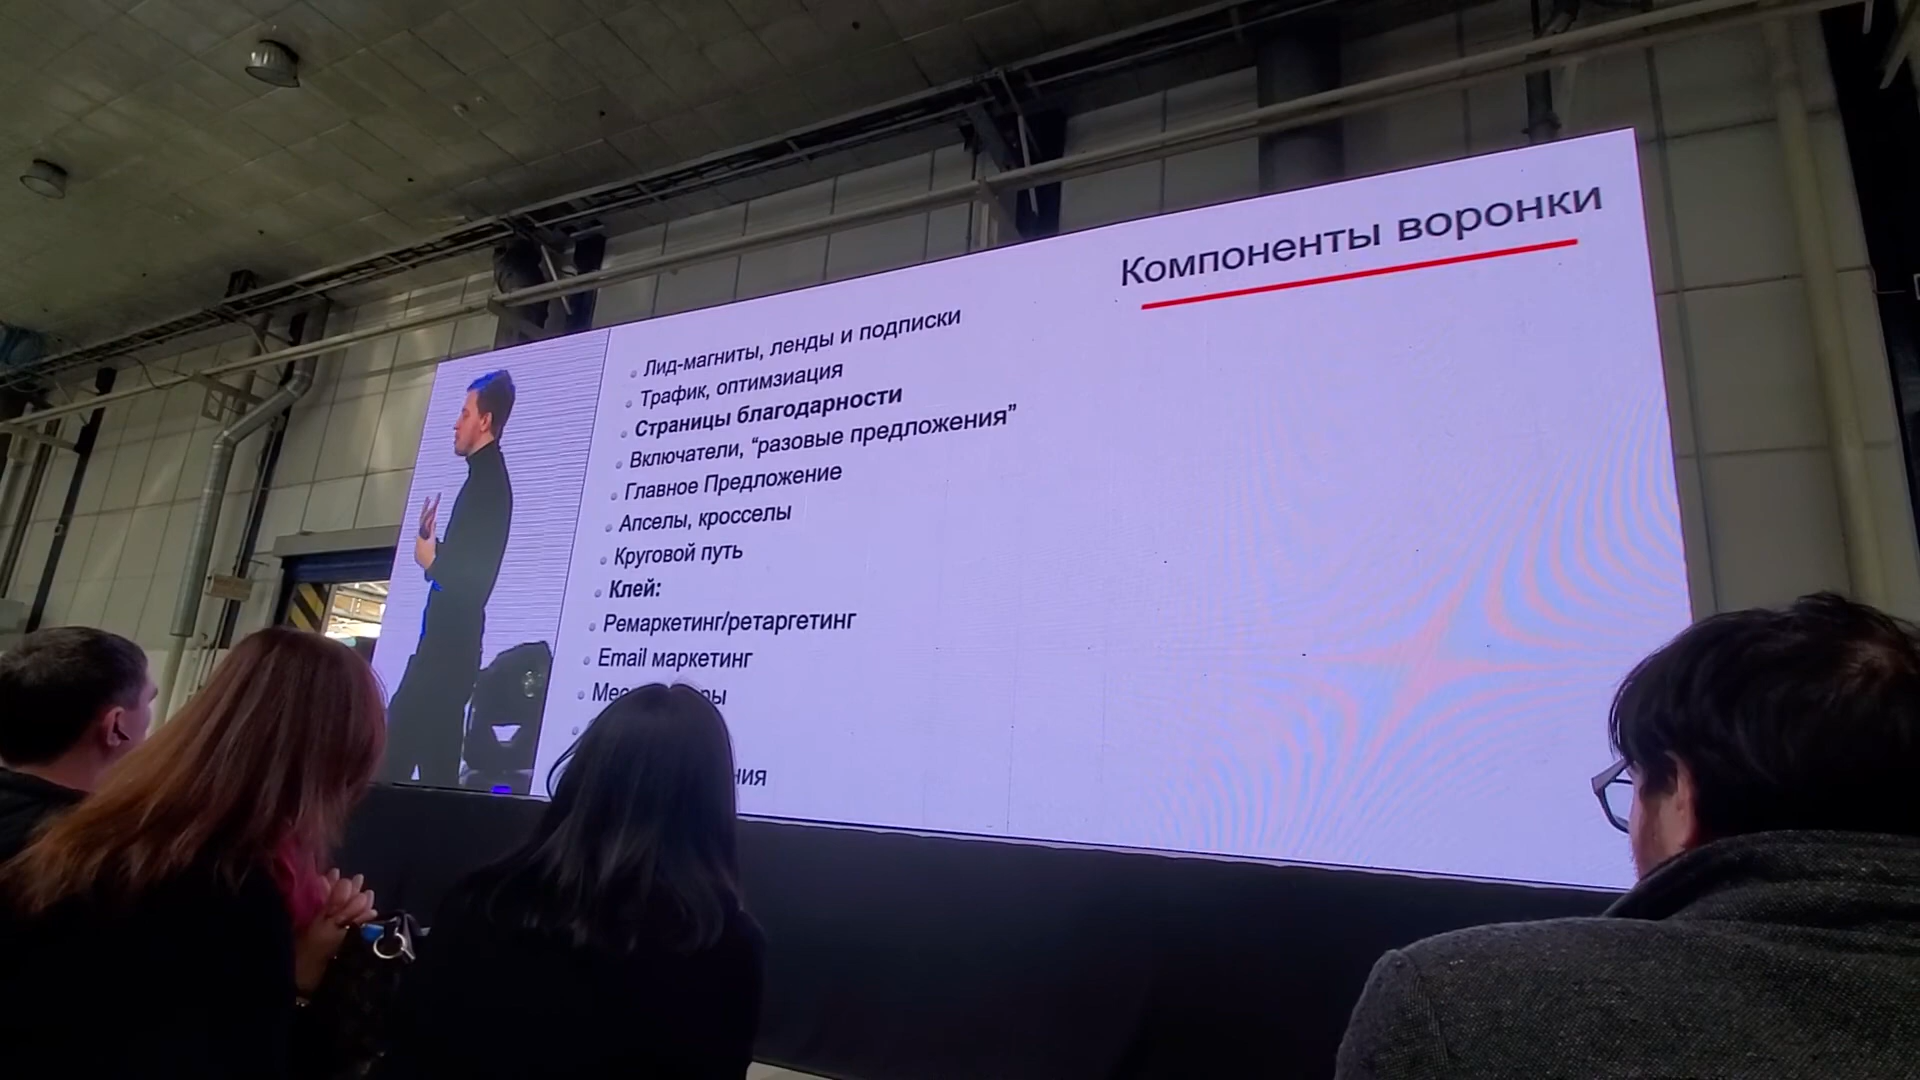 Компоненты воронки
Лид-магниты, ленды и подписки
Трафик, оптимзиация
Страницы благодарности
Включатели, “разовые предложения”
Главное Предложение
Апселы, кросселы
Круговой путь
Клей:
Ремаркетинг/ретаргетинг
Email маркетинг